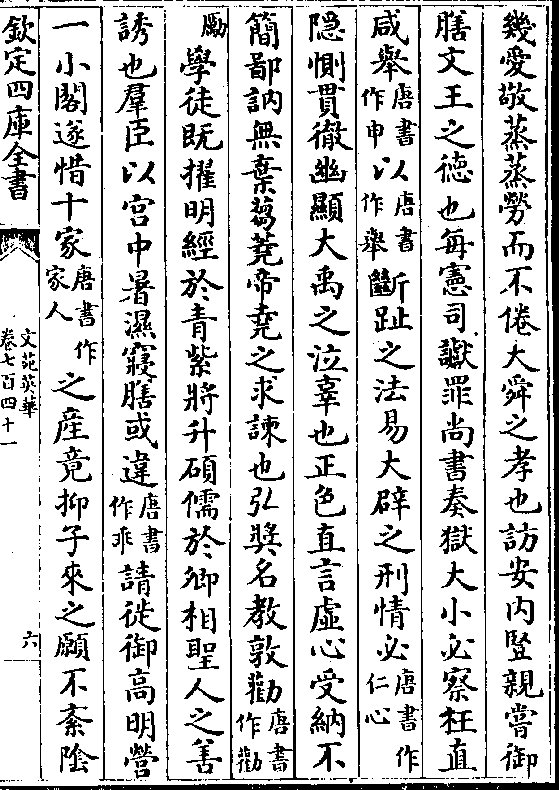 幾愛敬蒸蒸勞而不倦大舜之孝也訪安内豎親嘗御
膳文王之德也每憲司讞罪尚書奏獄大小必察枉直
咸舉唐書作申以唐書作舉斷趾之法易大辟之刑情必唐書作仁心
隠惻貫徹幽顯大禹之泣辜也正色直言虛心受納不
簡鄙訥無棄芻蕘帝堯之求諫也弘奬名教敦勸唐書作勸
勵學徒既擢明經於青紫將升碩儒於卿相聖人之善
誘也羣臣以宮中暑濕寢膳或違唐書作乖請徙御髙明營
一小閣遂惜十家唐書作家人之産竟抑子來之願不紊隂
欽定四庫全書
文苑英華
卷七百四十一
六